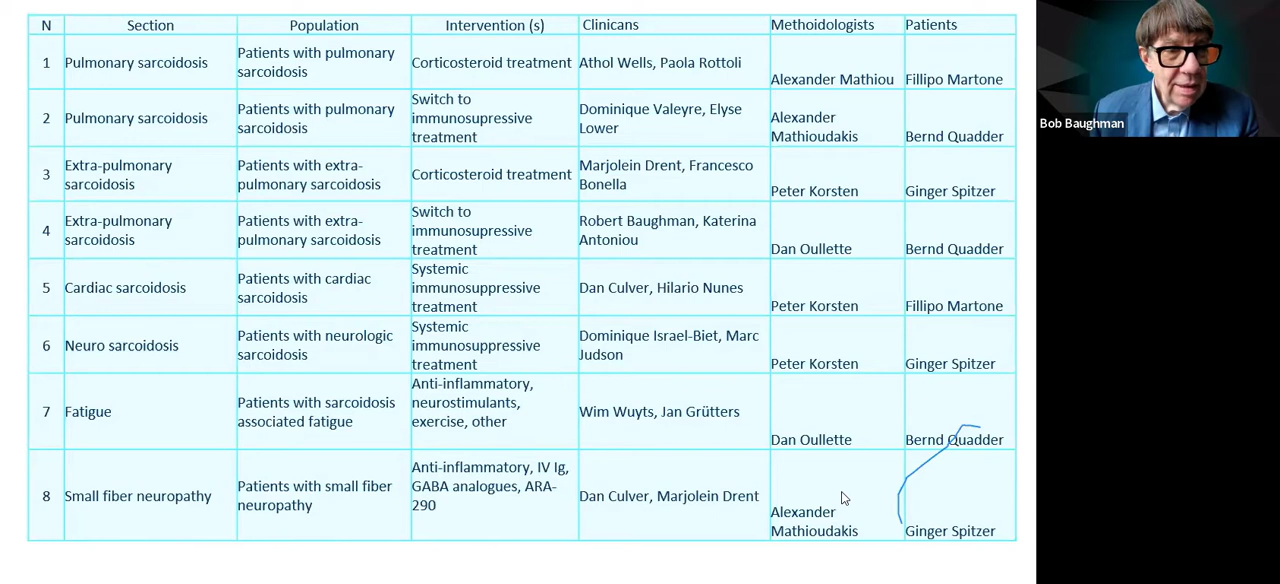 N Section Population Intervention (s) Clinicans Methoidologists Patients
1 Pulmonary sarcoidosis Patients with pulmonary sarcoidosis Corticosteroid treatment Athol Wells, Paola Rottoli Alexander Mathiou Fillipo Martone
2 Pulmonary sarcoidosis Patients with pulmonary sarcoidosis Switch to immunosupressive treatment Dominique Valeyre, Elyse Lower Alexander Mathioudakis Bernd Quadder
3 Extra-pulmonary sarcoidosis Patients with extra-pulmonary sarcoidosis Corticosteroid treatment Marjolein Drent, Francesco Bonella Peter Korsten Ginger Spitzer
4 Extra-pulmonary sarcoidosis Patients with extra-pulmonary sarcoidosis Switch to immunosupressive treatment Robert Baughman, Katerina Antoniou Dan Oullette Bernd Quadder
5 Cardiac sarcoidosis Patients with cardiac sarcoidosis Systemic immunosuppressive treatment Dan Culver, Hilario Nunes Peter Korsten Fillipo Martone
6 Neuro sarcoidosis Patients with neurologic sarcoidosis Systemic immunosuppressive treatment Dominique Israel-Biet, Marc Judson Peter Korsten Ginger Spitzer
7 Fatigue Patients with sarcoidosis associated fatigue Anti-inflammatory, neurostimulants, exercise, other Wim Wuyts, Jan Grütters Dan Oullette Bernd Quadder
8 Small fiber neuropathy Patients with small fiber neuropathy Anti-inflammatory, IV Ig, GABA analogues, ARA-290 Dan Culver, Marjolein Drent Alexander Mathioudakis Ginger Spitzer
Bob Baughman